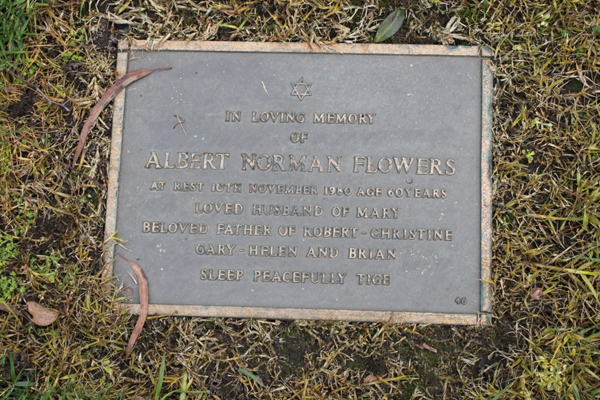 IN LOVING MEMORY
OF
ALBERT NORMAN FLOWERS
AT REST 10TH NOVEMBER 1980 AGE 60 YEARS
LOVED HUSBAND OF MARY
BELOVED FATHER OF ROBERT - CHRISTINE
GARY - HELEN AND BRIAN
SLEEP PEACEFULLY TIGE
46